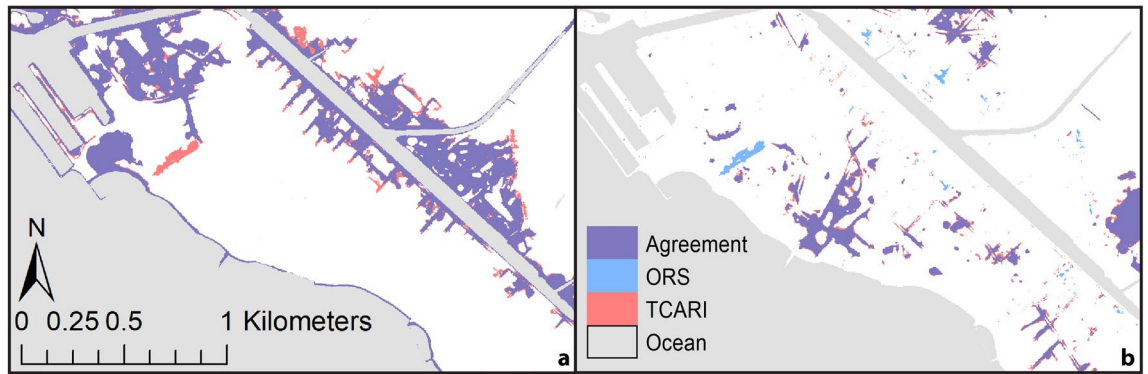 N
0 0.25 0.5 1 Kilometers
a
Agreement
ORS
TCARI
Ocean
b